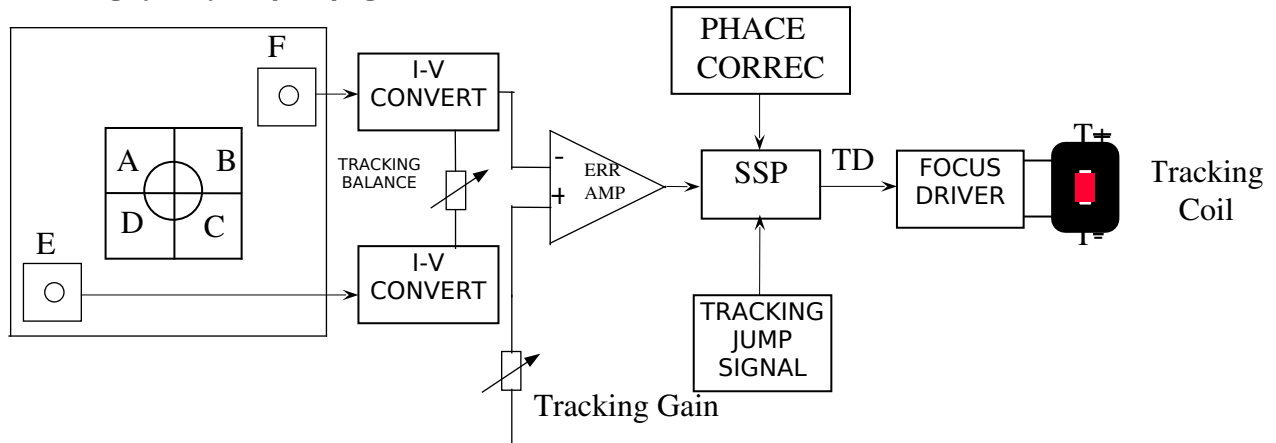 PHACE
CORREC
F
I-V
CONVERT
A
B
D
C
TRACKING
BALANCE
-
+
ERR
AMP
SSP
TD
FOCUS
DRIVER
T+
T-
Tracking
Coil
E
I-V
CONVERT
TRACKING
JUMP
SIGNAL
Tracking Gain